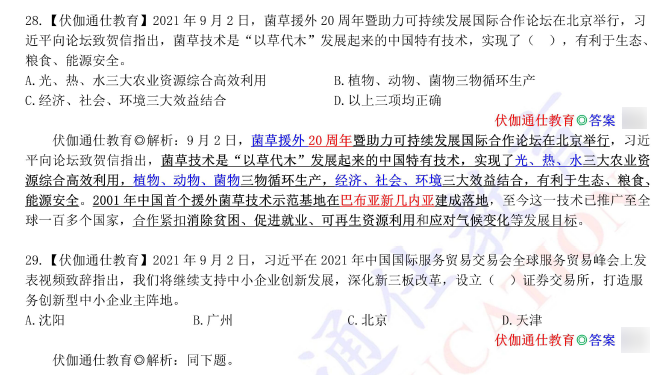 28.【伏伽通仕教育】2021 年 9 月 2 日，菌草援外 20 周年暨助力可持续发展国际合作论坛在北京举行，习
近平向论坛致贺信指出，菌草技术是“以草代木”发展起来的中国特有技术，实现了（ ），有利于生态、
粮食、能源安全。
A.光、热、水三大农业资源综合高效利用 B.植物、动物、菌物三物循环生产
C.经济、社会、环境三大效益结合 D.以上三项均正确
伏伽通仕教育◎答案
伏伽通仕教育◎解析：9 月 2 日，菌草援外 20 周年暨助力可持续发展国际合作论坛在北京举行，习近
平向论坛致贺信指出，菌草技术是“以草代木”发展起来的中国特有技术，实现了光、热、水三大农业资
源综合高效利用，植物、动物、菌物三物循环生产，经济、社会、环境三大效益结合，有利于生态、粮食、
能源安全。2001 年中国首个援外菌草技术示范基地在巴布亚新几内亚建成落地，至今这一技术已推广至全
球一百多个国家，合作紧扣消除贫困、促进就业、可再生资源利用和应对气候变化等发展目标。
29.【伏伽通仕教育】2021 年 9 月 2 日，习近平在 2021 年中国国际服务贸易交易会全球服务贸易峰会上发
表视频致辞指出，我们将继续支持中小企业创新发展，深化新三板改革，设立（ ）证券交易所，打造服
务创新型中小企业主阵地。
A.沈阳 B.广州 C.北京 D.天津
伏伽通仕教育◎答案
伏伽通仕教育◎解析：同下题。
通仕教育
EDUCATION